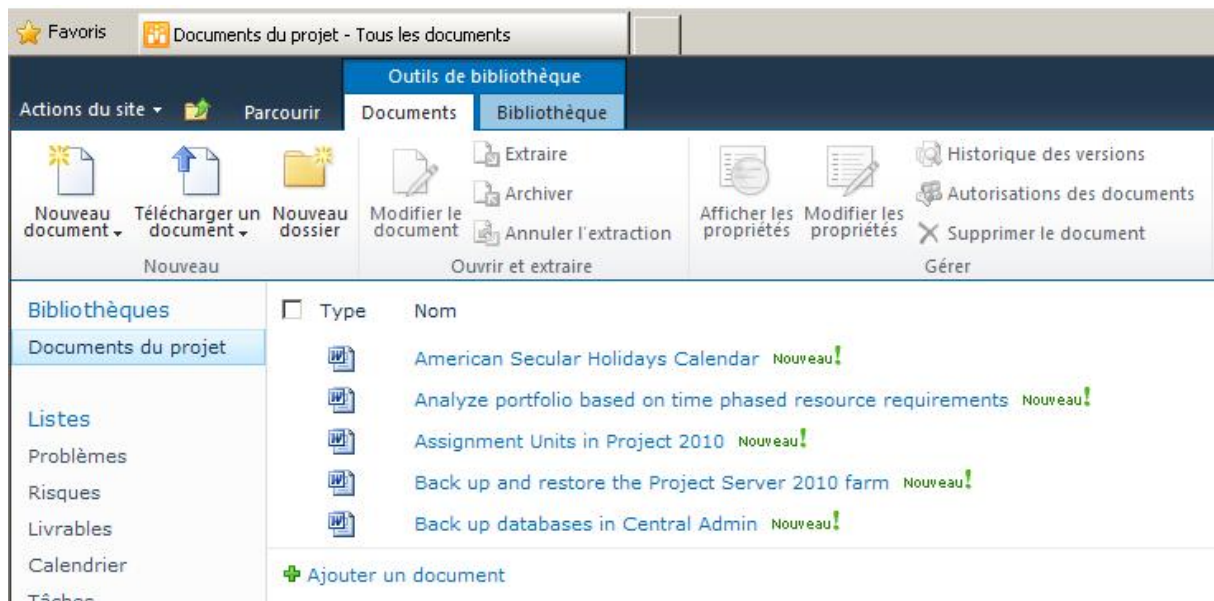 Favoris
Documents du projet - Tous les documents
Outils de bibliothèque
Actions du site
Parcourir
Documents
Bibliothèque
Nouveau document
Télécharger un document
Nouveau dossier
Nouveau
Modifier le document
Extraire
Archiver
Annuler l'extraction
Ouvrir et extraire
Afficher les propriétés
Modifier les propriétés
Historique des versions
Autorisations des documents
Supprimer le document
Gérer
Bibliothèques
Documents du projet
Listes
Problèmes
Risques
Livrables
Calendrier
Tâches
Type Nom
American Secular Holidays Calendar Nouveau!
Analyze portfolio based on time phased resource requirements Nouveau!
Assignment Units in Project 2010 Nouveau!
Back up and restore the Project Server 2010 farm Nouveau!
Back up databases in Central Admin Nouveau!
Ajouter un document